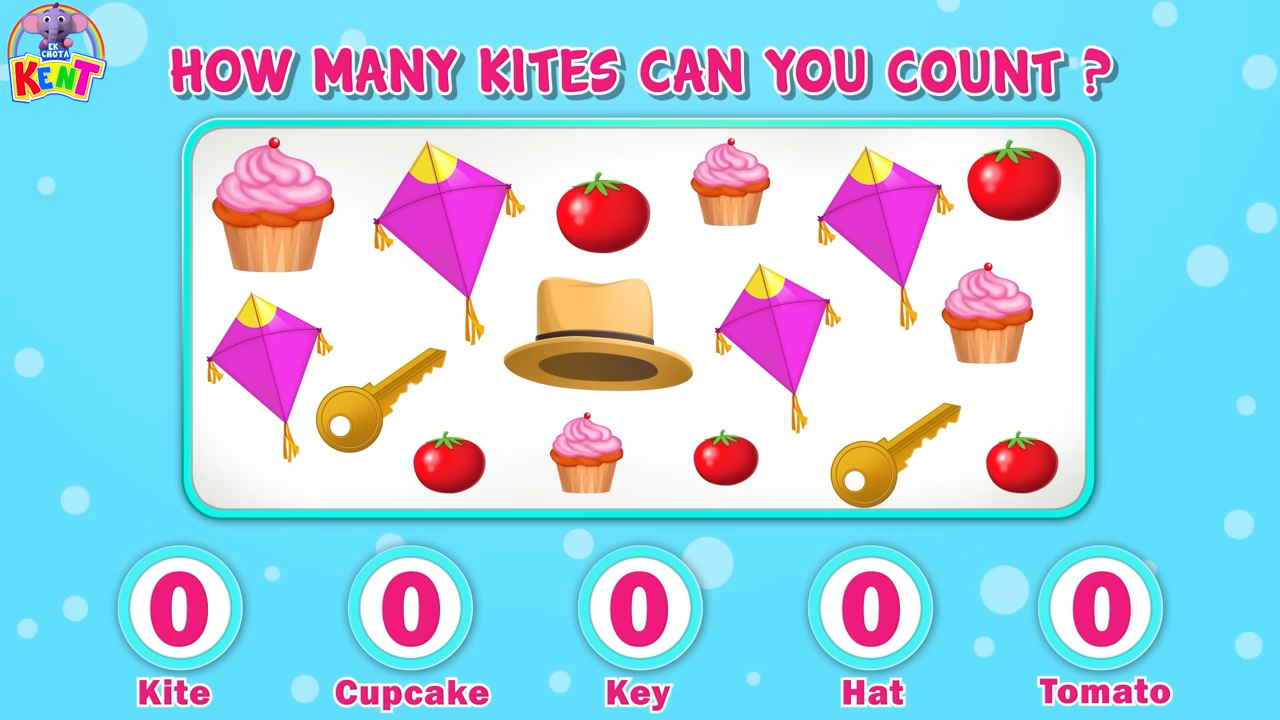 EK
CHOTA
KENT
HOW MANY KITES CAN YOU COUNT ?
0 0 0 0 0
Kite Cupcake Key Hat Tomato